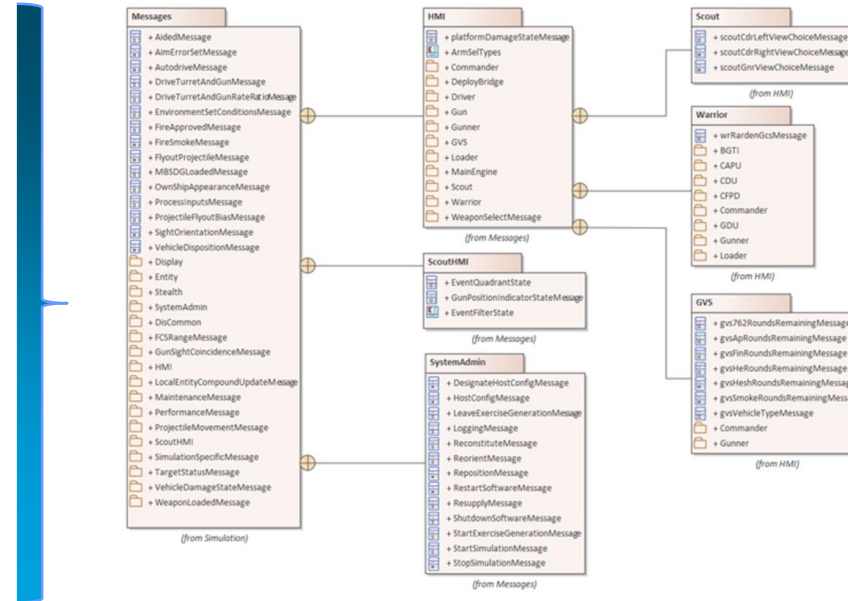 Messages
+ AidedMessage
+ AimErrorSetMessage
+ AutodriveMessage
+ DriveTurretAndGunMessage
+ DriveTurretAndGunRateRatioMessage
+ EnvironmentSetConditionsMessage
+ FireApprovedMessage
+ FireSmokeMessage
+ FlyoutProjectileMessage
+ MBSDGLoadedMessage
+ OwnShipAppearanceMessage
+ ProcessInputsMessage
+ ProjectileFlyoutBiasMessage
+ SightOrientationMessage
+ VehicleDispositionMessage
+ Display
+ Entity
+ Stealth
+ SystemAdmin
+ DisCommon
+ FCSRangeMessage
+ GunSightCoincidenceMessage
+ HMI
+ LocalEntityCompoundUpdateMessage
+ MaintenanceMessage
+ PerformanceMessage
+ ProjectileMovementMessage
+ ScoutHMI
+ SimulationSpecificMessage
+ TargetStatusMessage
+ VehicleDamageStateMessage
+ WeaponLoadedMessage
(from Simulation)
HMI
+ platformDamageStateMessage
+ ArmSelTypes
+ Commander
+ DeployBridge
+ Driver
+ Gun
+ Gunner
+ GVS
+ Loader
+ MainEngine
+ Scout
+ Warrior
+ WeaponSelectMessage
(from Messages)
ScoutHMI
+ EventQuadrantState
+ GunPositionIndicatorStateMessage
+ EventFilterState
(from Messages)
SystemAdmin
+ DesignateHostConfigMessage
+ HostConfigMessage
+ LeaveExerciseGenerationMessage
+ LoggingMessage
+ ReconstituteMessage
+ ReorientMessage
+ RepositionMessage
+ RestartSoftwareMessage
+ ResupplyMessage
+ ShutdownSoftwareMessage
+ StartExerciseGenerationMessage
+ StartSimulationMessage
+ StopSimulationMessage
(from Messages)
Scout
+ scoutCdrLeftViewChoiceMessage
+ scoutCdrRightViewChoiceMessage
+ scoutGnrViewChoiceMessage
(from HMI)
Warrior
+ wrRardenGcsMessage
+ BGTI
+ CAPU
+ CDU
+ CFPD
+ Commander
+ GDU
+ Gunner
+ Loader
(from HMI)
GVS
+ gvs762RoundsRemainingMessage
+ gvsApRoundsRemainingMessage
+ gvsFinRoundsRemainingMessage
+ gvsHeRoundsRemainingMessage
+ gvsHeshRoundsRemainingMessag
+ gvsSmokeRoundsRemainingMess
+ gvsVehicleTypeMessage
+ Commander
+ Gunner
(from HMI)